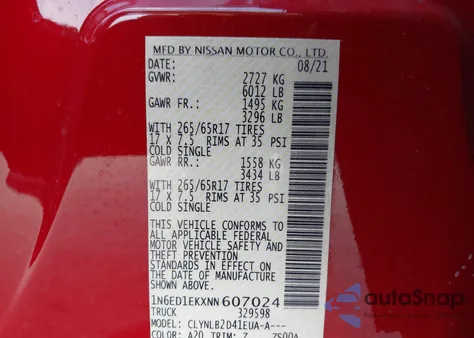 MFD BY NISSAN MOTOR CO., LTD.
DATE: 08/21
GVWR: 2727 KG
6012 LB
GAWR FR.: 1495 KG
3296 LB
WITH 265/65R17 TIRES
17 X 7.5 RIMS AT 35 PSI
COLD SINGLE
GAWR RR.: 1558 KG
3434 LB
WITH 265/65R17 TIRES
17 X 7.5 RIMS AT 35 PSI
COLD SINGLE
THIS VEHICLE CONFORMS TO
ALL APPLICABLE FEDERAL
MOTOR VEHICLE SAFETY AND
THEFT PREVENTION
STANDARDS IN EFFECT ON THE
DATE OF MANUFACTURE
SHOWN ABOVE.
1N6ED1EKXNN607024
TRUCK 329598
MODEL: CLYNLB2D41EUA-A---
COLOR: A20 TRIM: Z
autoSnap